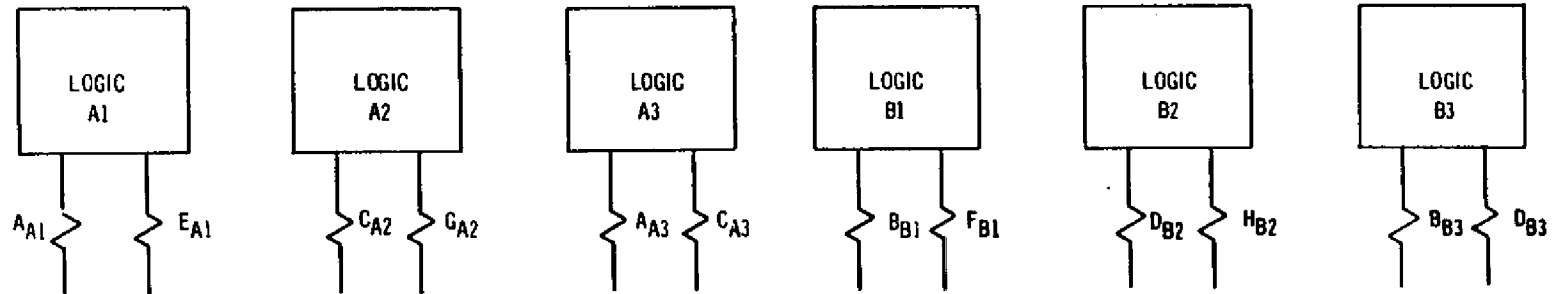 LOGIC
A1
LOGIC
A2
LOGIC
A3
LOGIC
B1
LOGIC
B2
LOGIC
B3
AA1
EA1
CA2
GA2
AA3
CA3
BB1
FB1
DB2
HB2
BB3
DB3